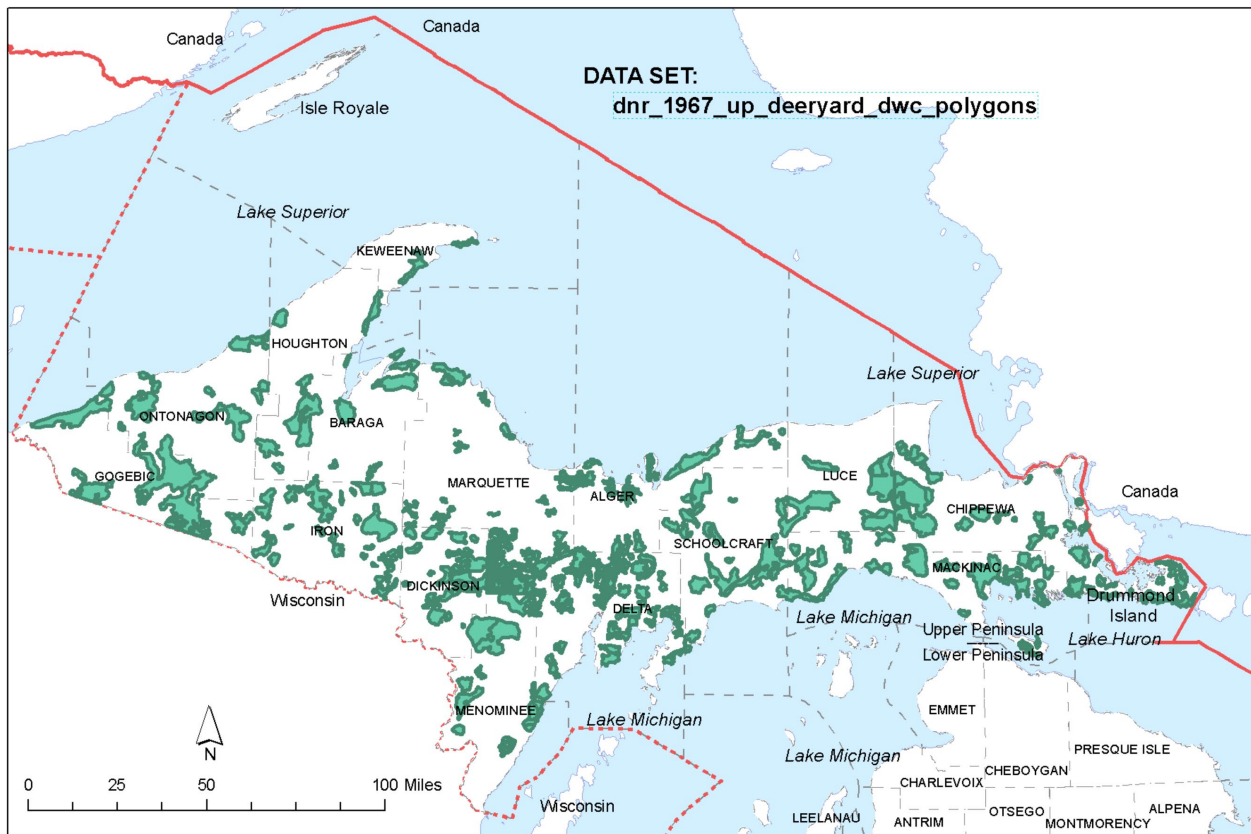 Canada
Canada
DATA SET:
dnr_1967_up_deeryard_dwc_polygons
Isle Royale
Lake Superior
KEWEENAW
HOUGHTON
Lake Superior
ONTONAGON
BARAGA
GOGEBIC
MARQUETTE
ALGER
LUCE
CHIPPEWA
Canada
IRON
SCHOOLCRAFT
DICKINSON
MACKINAC
Wisconsin
DELTA
Drummond
Island
Lake Michigan
Upper Peninsula
Lower Peninsula
Lake Huron
MENOMINEE
Lake Michigan
EMMET
N
Lake Michigan
PRESQUE ISLE
CHEBOYGAN
CHARLEVOIX
0 25 50 100 Miles
Wisconsin
LEELANAU
ANTRIM
OTSEGO
MONTMORENCY
ALPENA